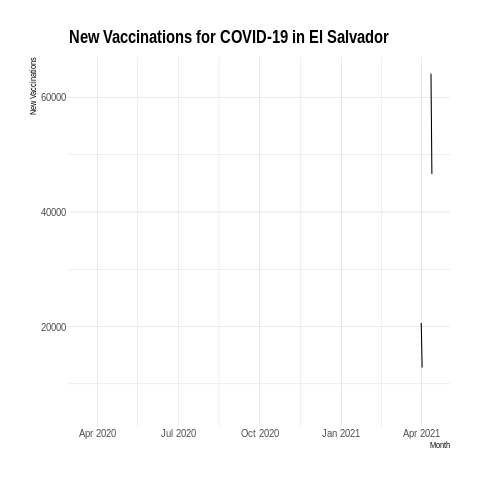 New Vaccinations for COVID-19 in El Salvador
New Vaccinations
60000
40000
20000
Apr 2020
Jul 2020
Oct 2020
Jan 2021
Apr 2021
Month